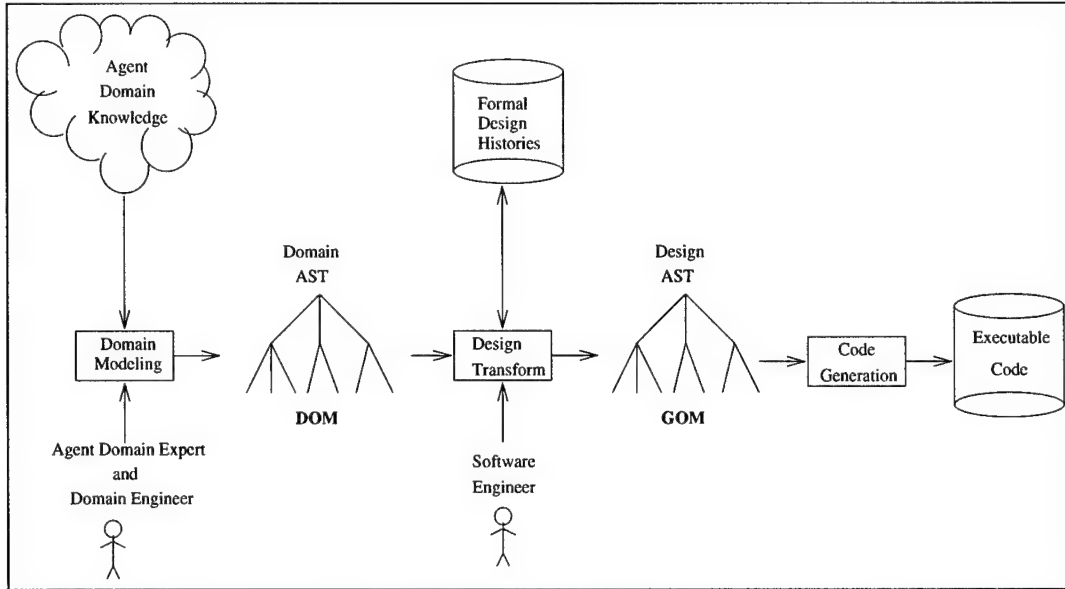 Agent
Domain
Knowledge
Formal
Design
Histories
Domain
AST
Design
AST
Domain
Modeling
Design
Transform
Code
Generation
Executable
Code
DOM
GOM
Agent Domain Expert
and
Domain Engineer
Software
Engineer